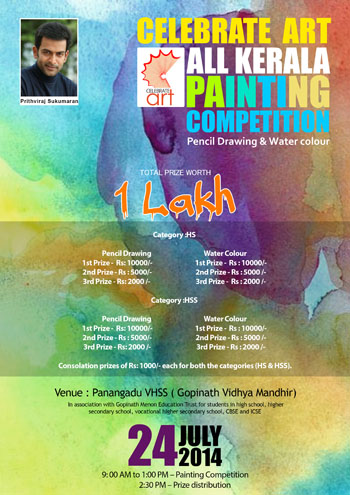 CELEBRATE ART
ALL KERALA
PAINTING
COMPETITION
Pencil Drawing & Water colour
CELEBRATE
art
Prithviraj Sukumaran
TOTAL PRIZE WORTH
1 Lakh
Category :HS
Pencil Drawing
1st Prize - Rs: 10000/-
2nd Prize - Rs : 5000/-
3rd Prize - Rs: 2000 /-
Water Colour
1st Prize - Rs: 10000/-
2nd Prize - Rs : 5000/-
3rd Prize - Rs: 2000 /-
Category :HSS
Pencil Drawing
1st Prize - Rs: 10000/-
2nd Prize - Rs : 5000/-
3rd Prize - Rs: 2000 /-
Water Colour
1st Prize - Rs: 10000/-
2nd Prize - Rs : 5000/-
3rd Prize - Rs: 2000 /-
Consolation prizes of Rs: 1000/- each for both the categories (HS & HSS).
Venue : Panangadu VHSS ( Gopinath Vidhya Mandhir)
In association with Gopinath Menon Education Trust, for students in high school, higher
secondary school, vocational higher secondary school, CBSE and ICSE
24 JULY
2014
9:00 AM to 1:00 PM – Painting Competition
2:30 PM – Prize distribution